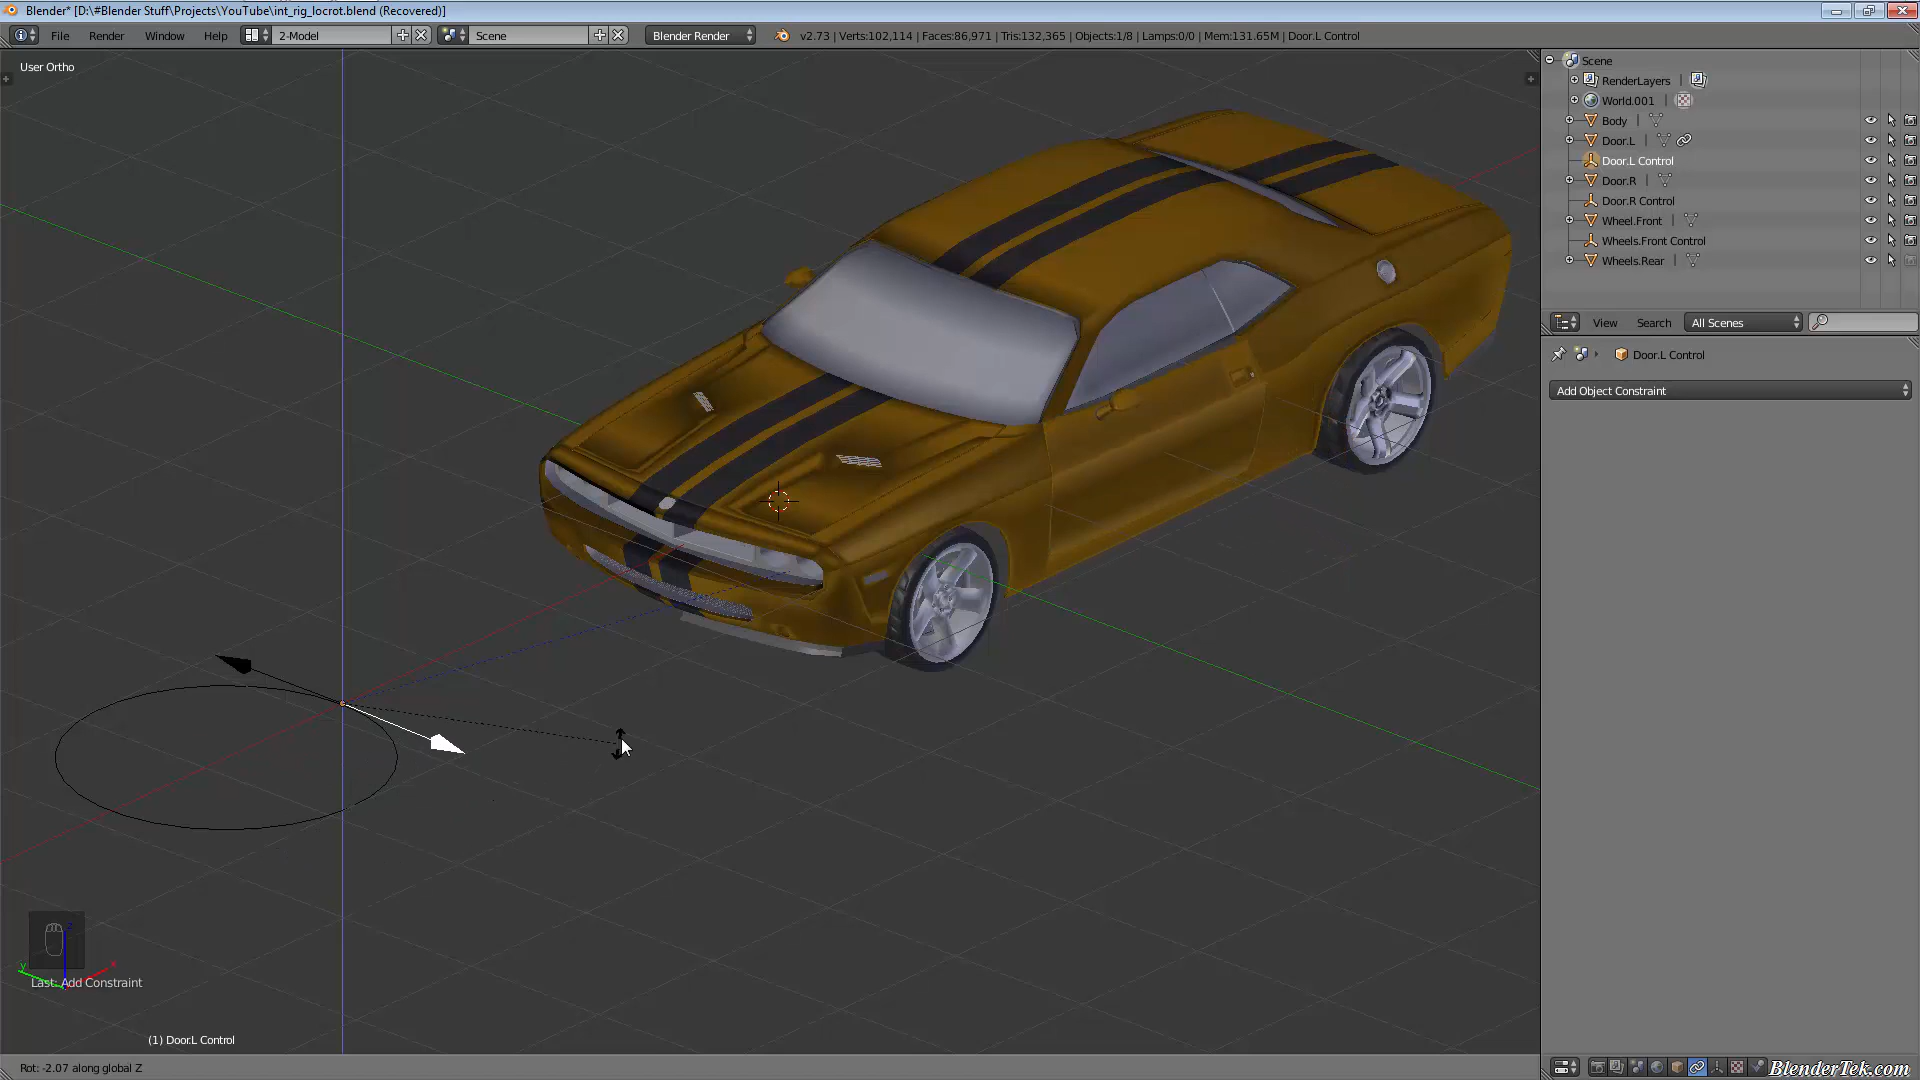 Blender* [D:\#Blender Stuff\Projects\YouTube\int_rig_locrot.blend (Recovered)]
File Render Window Help 2-Model Scene Blender Render v2.73 | Verts:102,114 | Faces:86,971 | Tris:132,365 | Objects:1/8 | Lamps:0/0 | Mem:131.65M | Door.L Control
User Ortho
Scene
RenderLayers |
World.001 |
Body |
Door.L |
Door.L Control
Door.R |
Door.R Control
Wheel.Front |
Wheels.Front Control
Wheels.Rear |
View Search All Scenes
Door.L Control
Add Object Constraint
z
y x
Last: Add Constraint
(1) Door.L Control
Rot: -2.07 along global Z
BlenderTek.com